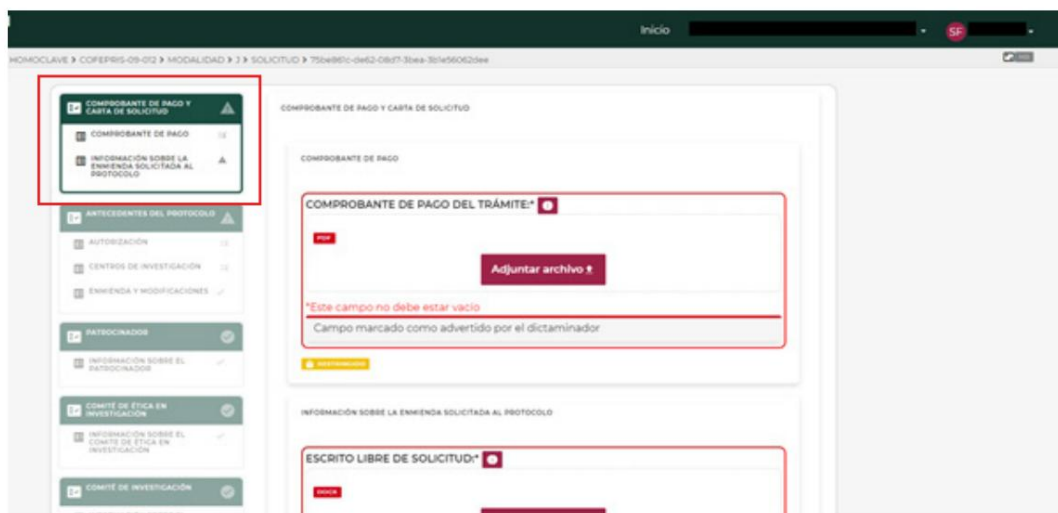 Inicio
SF
HOMOCLAVE > COFEPRIS-09-012 > MODALIDAD > J > SOLICITUD >
COMPROBANTE DE PAGO Y
CARTA DE SOLICITUD
COMPROBANTE DE PAGO
INFORMACIÓN SOBRE LA
ENMIENDA SOLICITADA AL
PROTOCOLO
ANTECEDENTES DEL PROTOCOLO
AUTORIZACIÓN
CENTROS DE INVESTIGACIÓN
ENMIENDA Y MODIFICACIONES
PATROCINADOR
INFORMACIÓN SOBRE EL
PATROCINADOR
COMITÉ DE ÉTICA EN
INVESTIGACIÓN
INFORMACIÓN SOBRE EL
COMITÉ DE ÉTICA EN
INVESTIGACIÓN
COMITÉ DE INVESTIGACIÓN
COMPROBANTE DE PAGO Y CARTA DE SOLICITUD
COMPROBANTE DE PAGO
COMPROBANTE DE PAGO DEL TRÁMITE:*
PDF
Adjuntar archivo
*Este campo no debe estar vacío
Campo marcado como advertido por el dictaminador
RESTRINGIDO
INFORMACIÓN SOBRE LA ENMIENDA SOLICITADA AL PROTOCOLO
ESCRITO LIBRE DE SOLICITUD:*
DOCX